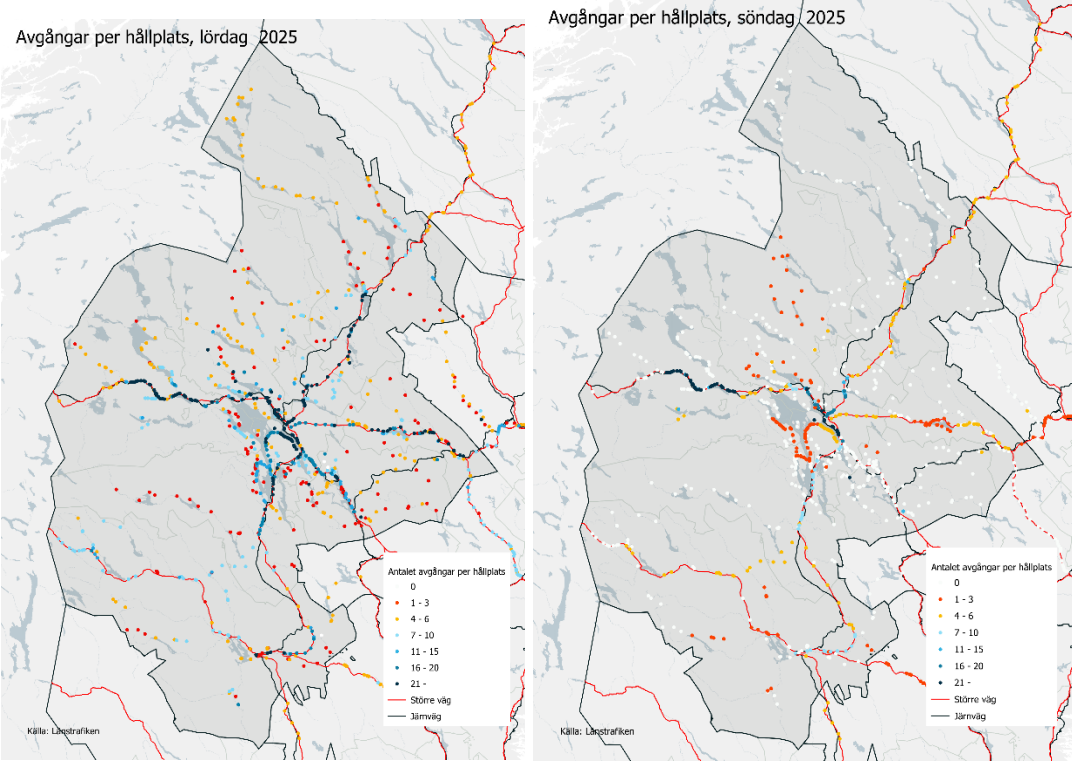 Avgångar per hållplats, lördag 2025
Antalet avgångar per hållplats
0
1 - 3
4 - 6
7 - 10
11 - 15
16 - 20
21 -
Större väg
Järnväg
Källa: Länstrafiken
Avgångar per hållplats, söndag 2025
Antalet avgångar per hållplats
0
1 - 3
4 - 6
7 - 10
11 - 15
16 - 20
21 -
Större väg
Järnväg
Källa: Länstrafiken